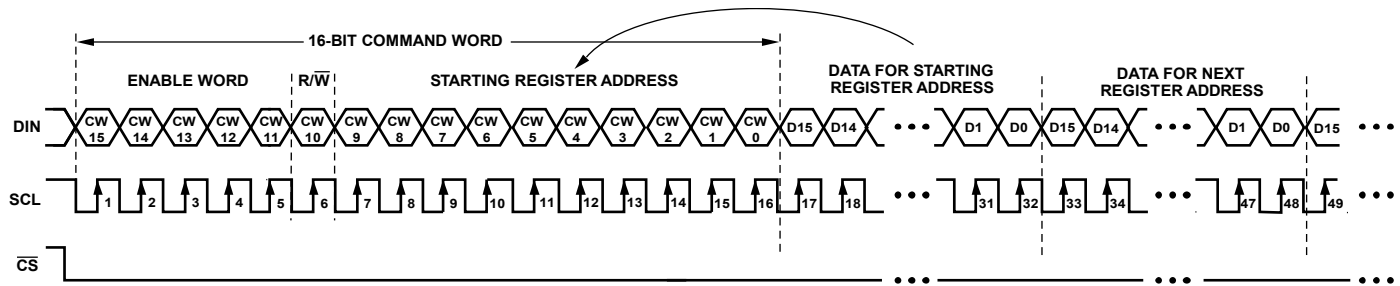 16-BIT COMMAND WORD
ENABLE WORD
R/W̅
STARTING REGISTER ADDRESS
DATA FOR STARTING
REGISTER ADDRESS
DATA FOR NEXT
REGISTER ADDRESS
DIN
CW 15
CW 14
CW 13
CW 12
CW 11
CW 10
CW 9
CW 8
CW 7
CW 6
CW 5
CW 4
CW 3
CW 2
CW 1
CW 0
D15
D14
•••
D1
D0
D15
D14
•••
D1
D0
D15
•••
SCL
1
2
3
4
5
6
7
8
9
10
11
12
13
14
15
16
17
18
•••
31
32
33
34
•••
47
48
49
•••
C̅S̅
•••
•••
•••